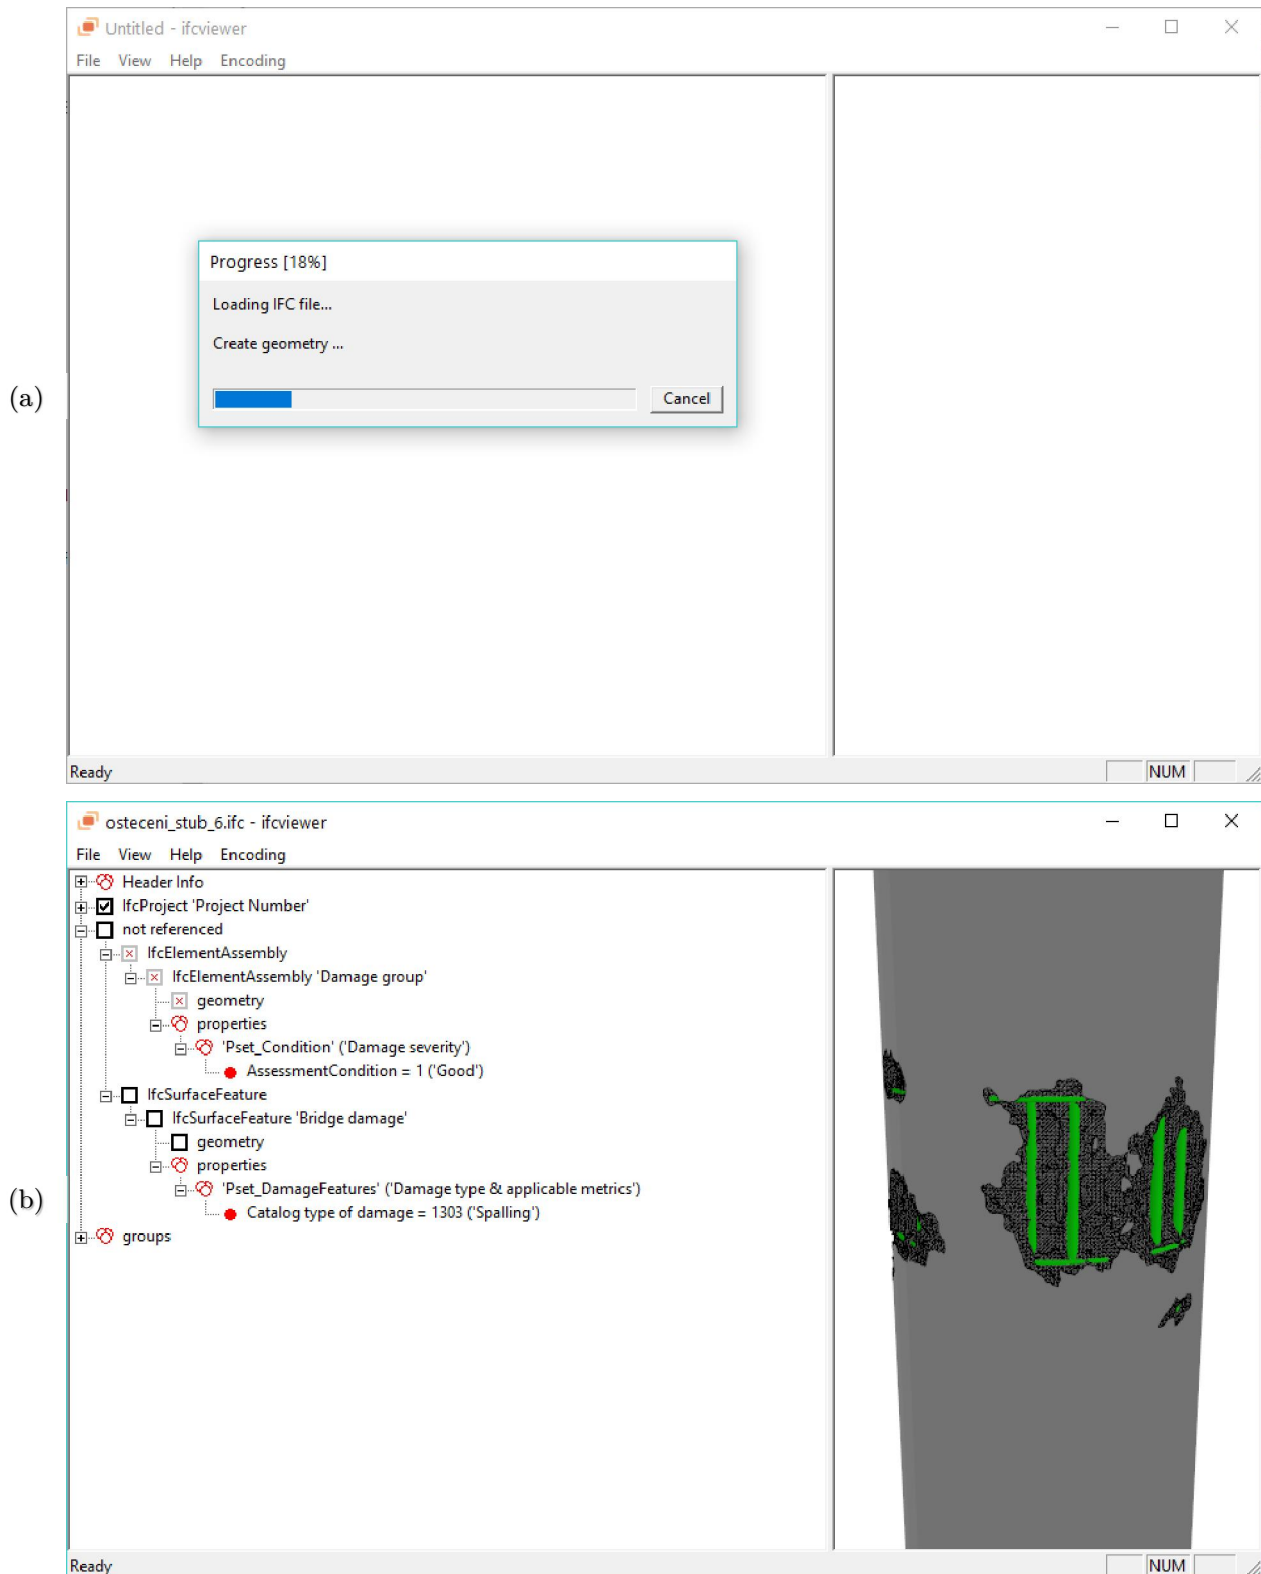 Untitled - ifcviewer
File View Help Encoding
Progress [18%]
Loading IFC file...
Create geometry ...
(a)
Cancel
Ready
NUM
osteceni_stub_6.ifc - ifcviewer
File View Help Encoding
Header Info
IfcProject 'Project Number'
not referenced
IfcElementAssembly
IfcElementAssembly 'Damage group'
geometry
properties
'Pset_Condition' ('Damage severity')
AssessmentCondition = 1 ('Good')
IfcSurfaceFeature
IfcSurfaceFeature 'Bridge damage'
geometry
properties
'Pset_DamageFeatures' ('Damage type & applicable metrics')
(b)
Catalog type of damage = 1303 ('Spalling')
groups
Ready
NUM